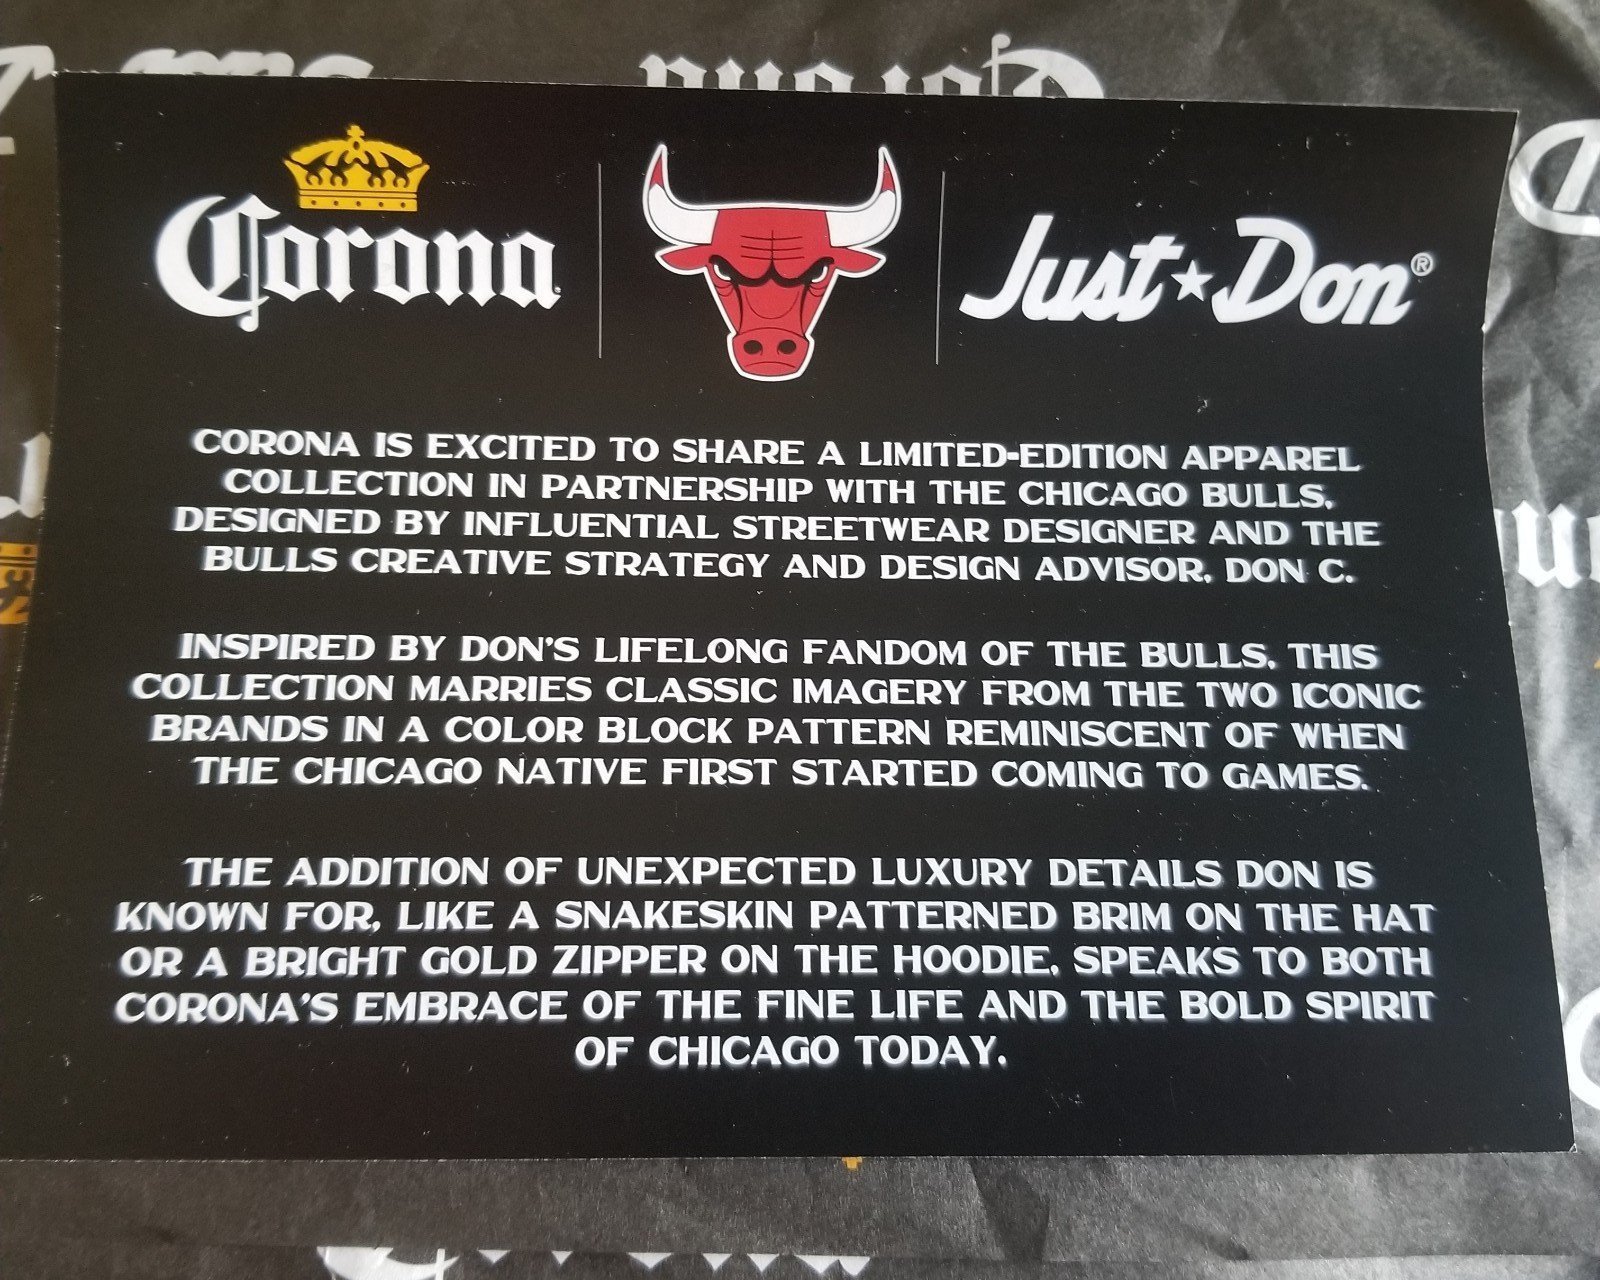 Corona
Just★Don®
CORONA IS EXCITED TO SHARE A LIMITED-EDITION APPAREL
COLLECTION IN PARTNERSHIP WITH THE CHICAGO BULLS,
DESIGNED BY INFLUENTIAL STREETWEAR DESIGNER AND THE
BULLS CREATIVE STRATEGY AND DESIGN ADVISOR, DON C.
INSPIRED BY DON'S LIFELONG FANDOM OF THE BULLS, THIS
COLLECTION MARRIES CLASSIC IMAGERY FROM THE TWO ICONIC
BRANDS IN A COLOR BLOCK PATTERN REMINISCENT OF WHEN
THE CHICAGO NATIVE FIRST STARTED COMING TO GAMES.
THE ADDITION OF UNEXPECTED LUXURY DETAILS DON IS
KNOWN FOR, LIKE A SNAKESKIN PATTERNED BRIM ON THE HAT
OR A BRIGHT GOLD ZIPPER ON THE HOODIE, SPEAKS TO BOTH
CORONA'S EMBRACE OF THE FINE LIFE AND THE BOLD SPIRIT
OF CHICAGO TODAY.